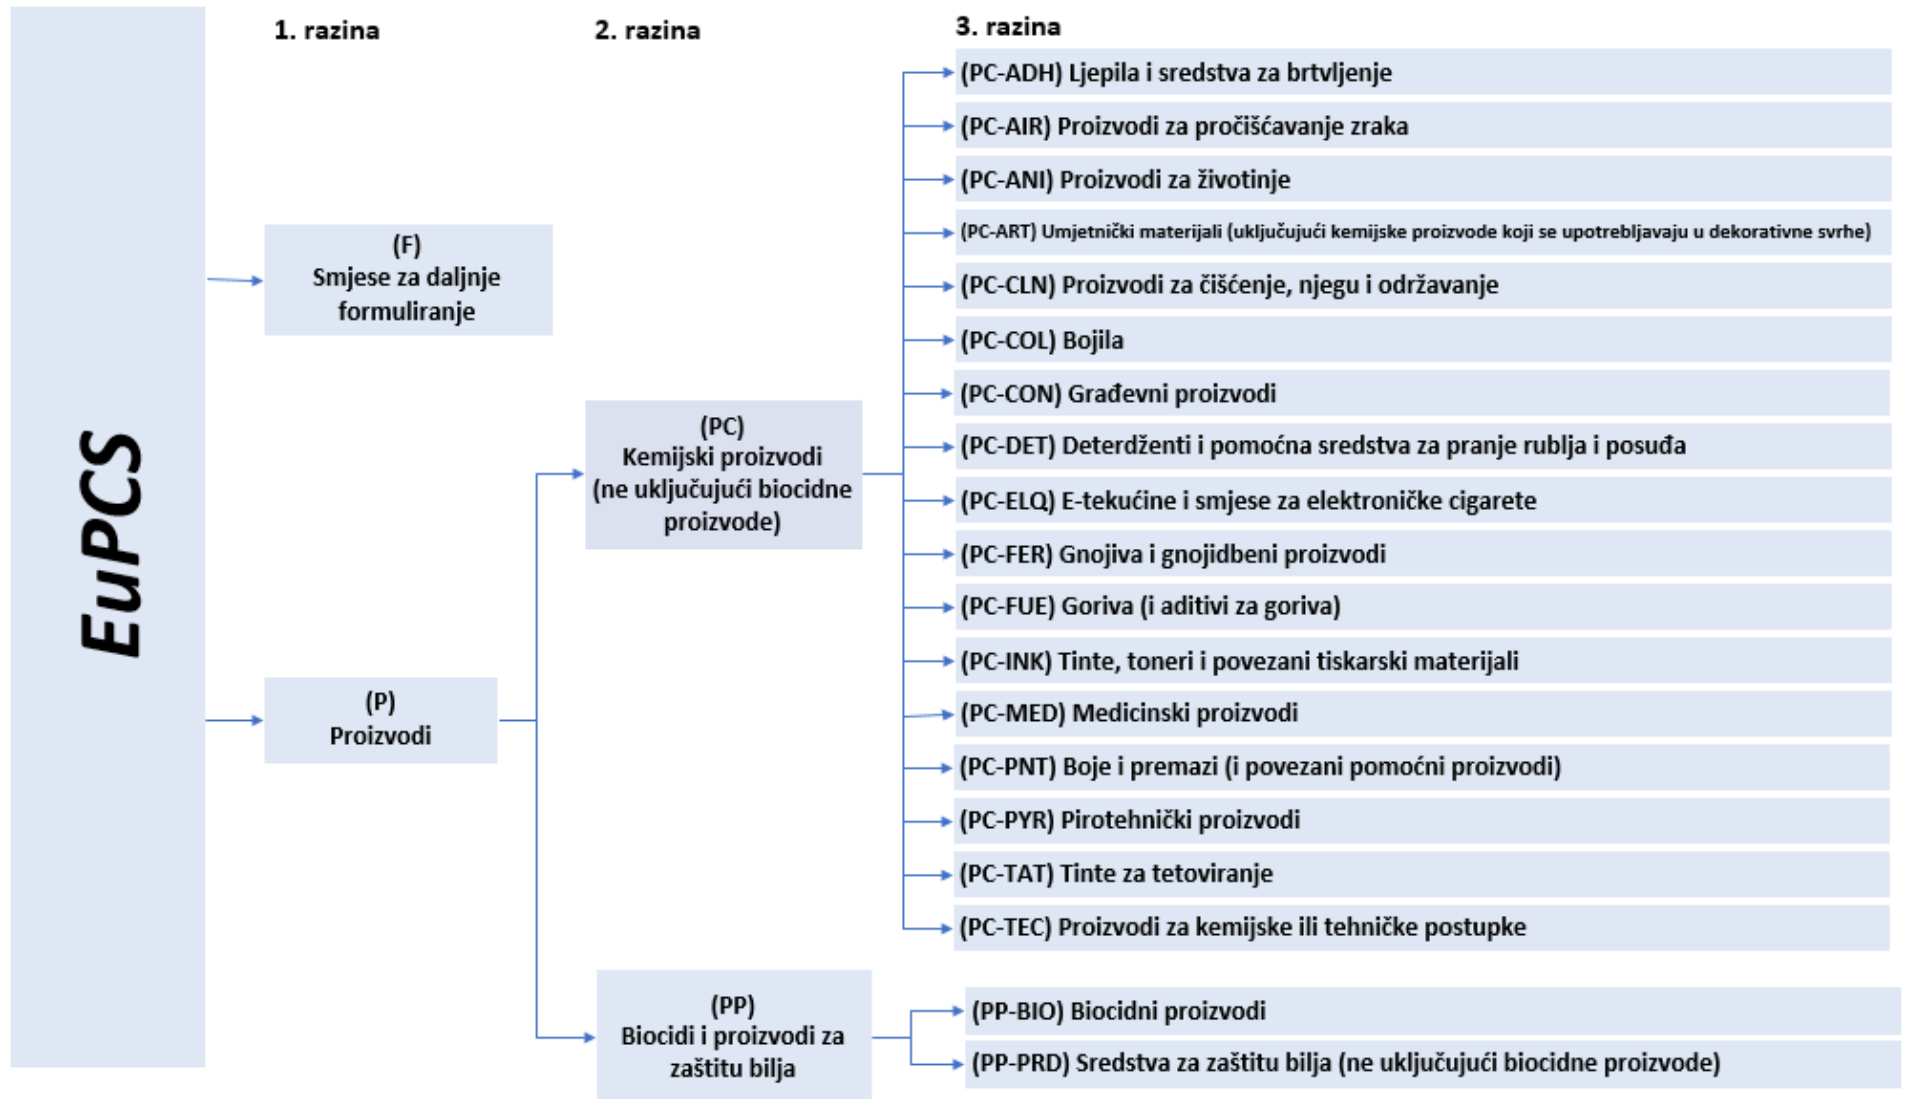 EuPCS
1. razina
2. razina
3. razina
(F)
Smjese za daljnje
formuliranje
(P)
Proizvodi
(PC)
Kemijski proizvodi
(ne uključujući biocidne
proizvode)
(PC-ADH) Ljepila i sredstva za brtvljenje
(PC-AIR) Proizvodi za pročišćavanje zraka
(PC-ANI) Proizvodi za životinje
(PC-ART) Umjetnički materijali (uključujući kemijske proizvode koji se upotrebljavaju u dekorativne svrhe)
(PC-CLN) Proizvodi za čišćenje, njegu i održavanje
(PC-COL) Bojila
(PC-CON) Građevni proizvodi
(PC-DET) Deterdženti i pomoćna sredstva za pranje rublja i posuđa
(PC-ELQ) E-tekućine i smjese za elektroničke cigarete
(PC-FER) Gnojiva i gnojidbeni proizvodi
(PC-FUE) Goriva (i aditivi za goriva)
(PC-INK) Tinte, toneri i povezani tiskarski materijali
(PC-MED) Medicinski proizvodi
(PC-PNT) Boje i premazi (i povezani pomoćni proizvodi)
(PC-PYR) Pirotehnički proizvodi
(PC-TAT) Tinte za tetoviranje
(PC-TEC) Proizvodi za kemijske ili tehničke postupke
(PP)
Biocidi i proizvodi za
zaštitu bilja
(PP-BIO) Biocidni proizvodi
(PP-PRD) Sredstva za zaštitu bilja (ne uključujući biocidne proizvode)